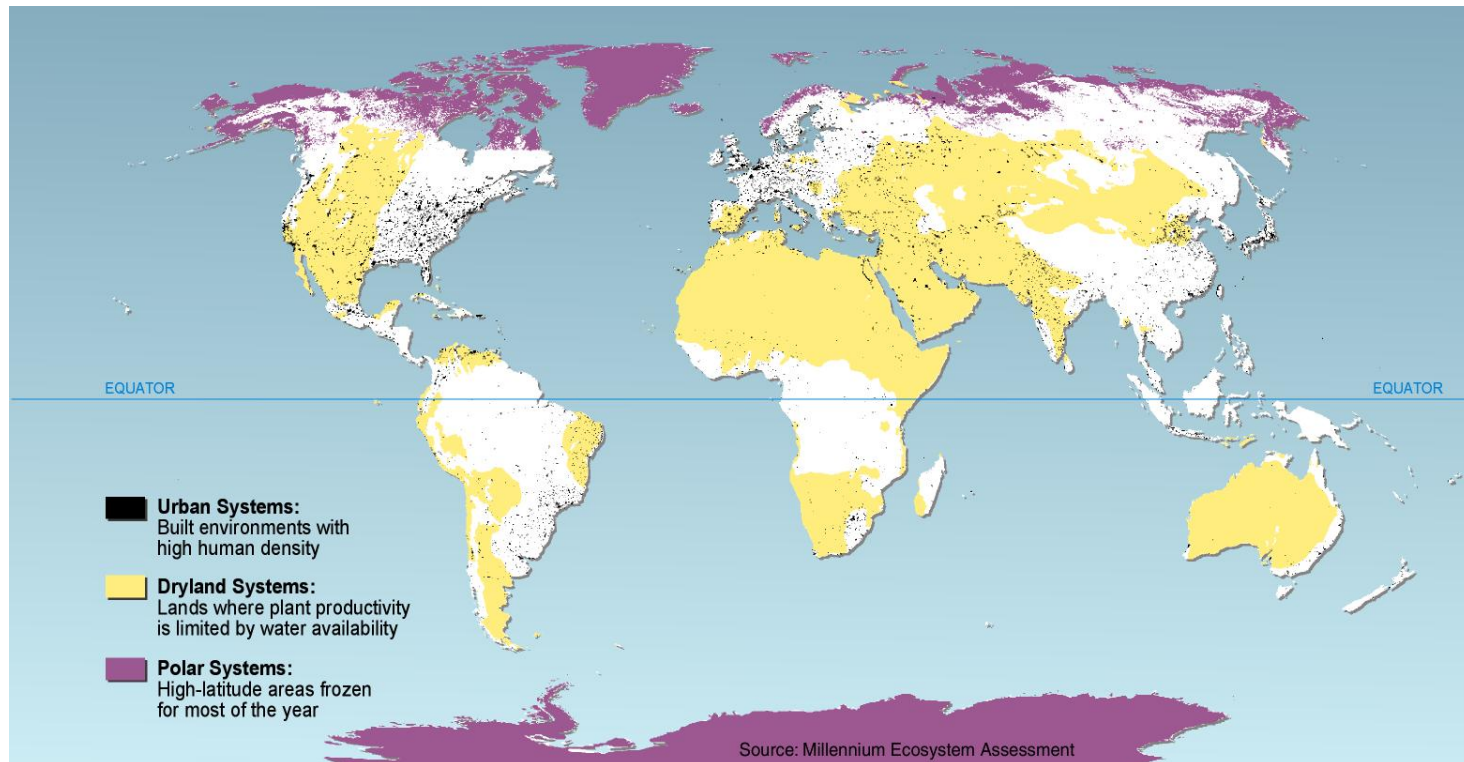 EQUATOR
EQUATOR
Urban Systems:
Built environments with
high human density
Dryland Systems:
Lands where plant productivity
is limited by water availability
Polar Systems:
High-latitude areas frozen
for most of the year
Source: Millennium Ecosystem Assessment